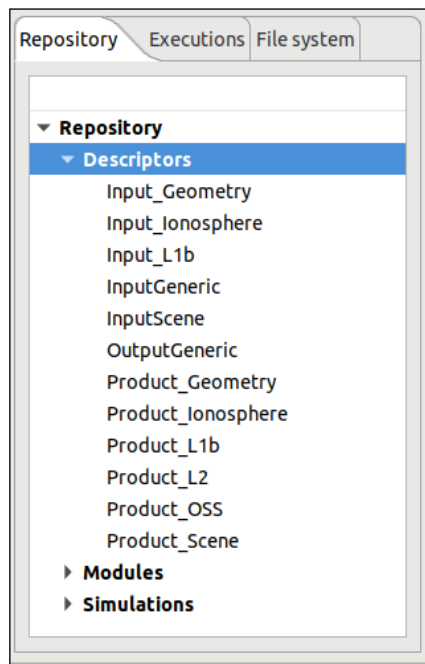 Repository Executions File system
Repository
Descriptors
Input_Geometry
Input_Ionosphere
Input_L1b
InputGeneric
InputScene
OutputGeneric
Product_Geometry
Product_Ionosphere
Product_L1b
Product_L2
Product_OSS
Product_Scene
Modules
Simulations